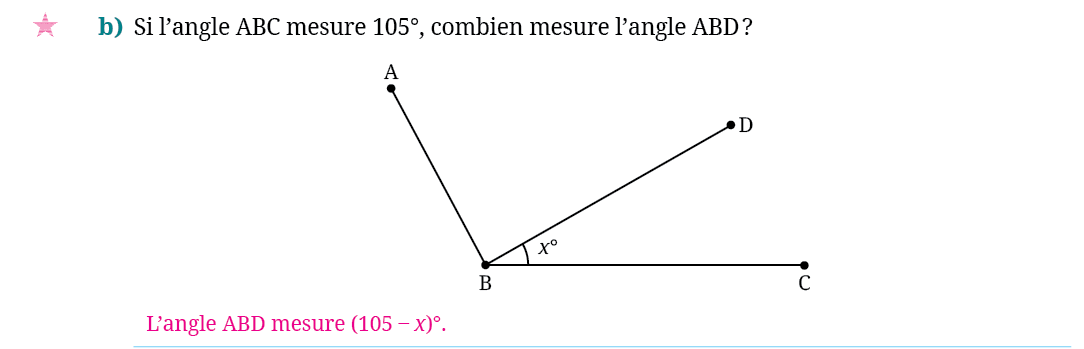 b) Si l’angle ABC mesure 105°, combien mesure l’angle ABD ?
A
D
x°
B
C
L’angle ABD mesure (105 – x)°.